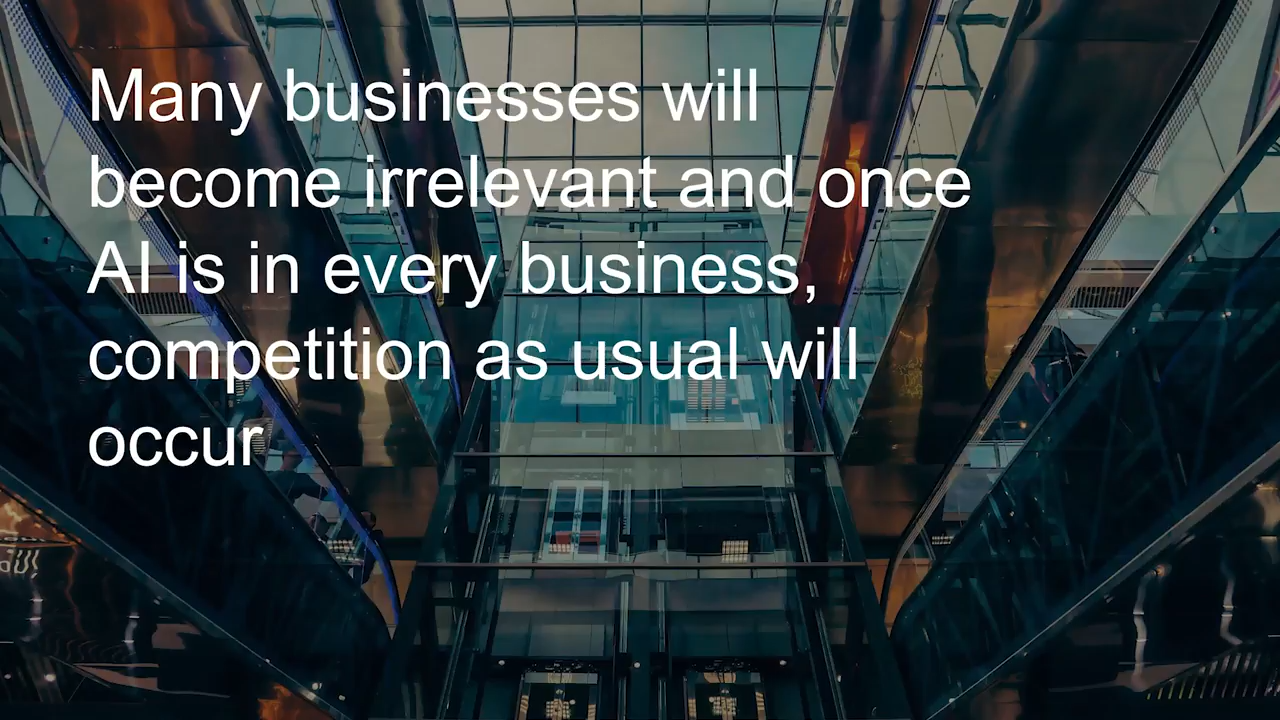 Many businesses will
become irrelevant and once
AI is in every business,
competition as usual will
occur